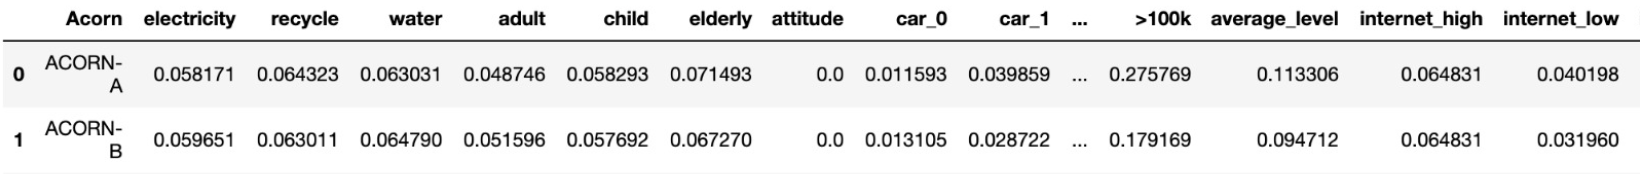 Acorn electricity recycle water adult child elderly attitude car_0 car_1 ... >100k average_level internet_high internet_low
0 ACORN-A 0.058171 0.064323 0.063031 0.048746 0.058293 0.071493 0.0 0.011593 0.039859 ... 0.275769 0.113306 0.064831 0.040198
1 ACORN-B 0.059651 0.063011 0.064790 0.051596 0.057692 0.067270 0.0 0.013105 0.028722 ... 0.179169 0.094712 0.064831 0.031960